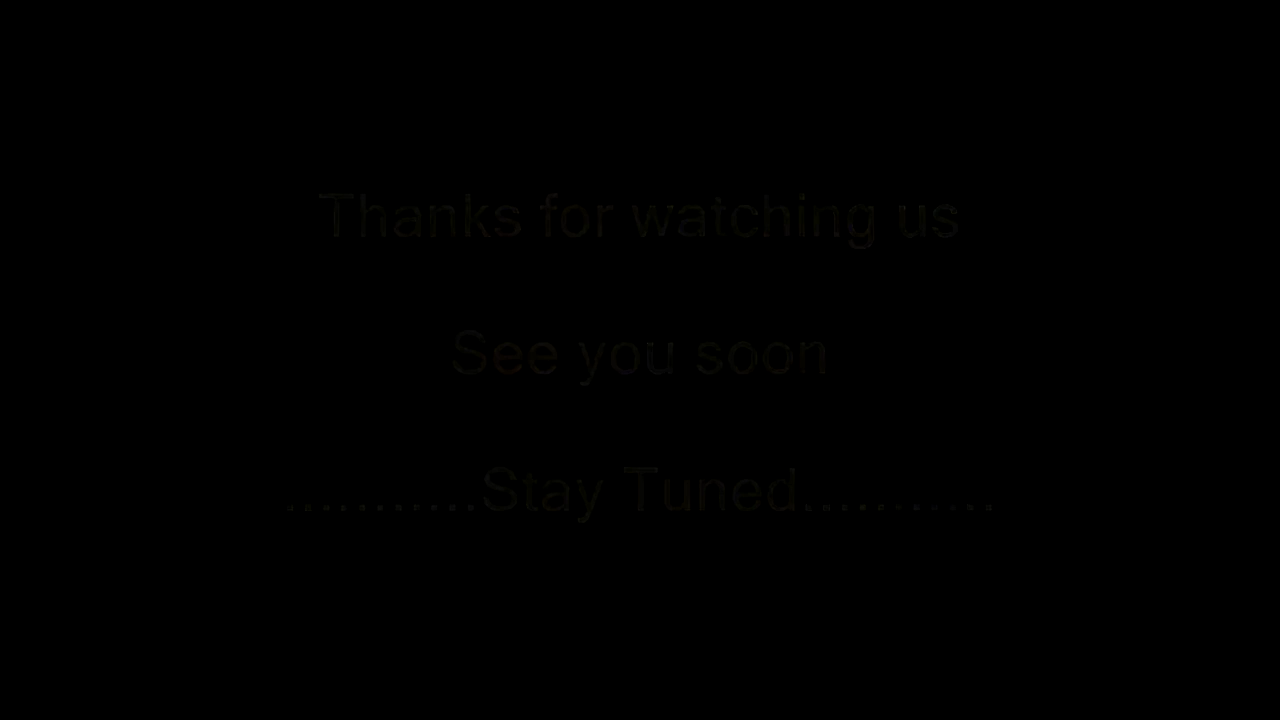 Thanks for watching us
See you soon
...........Stay Tuned...........